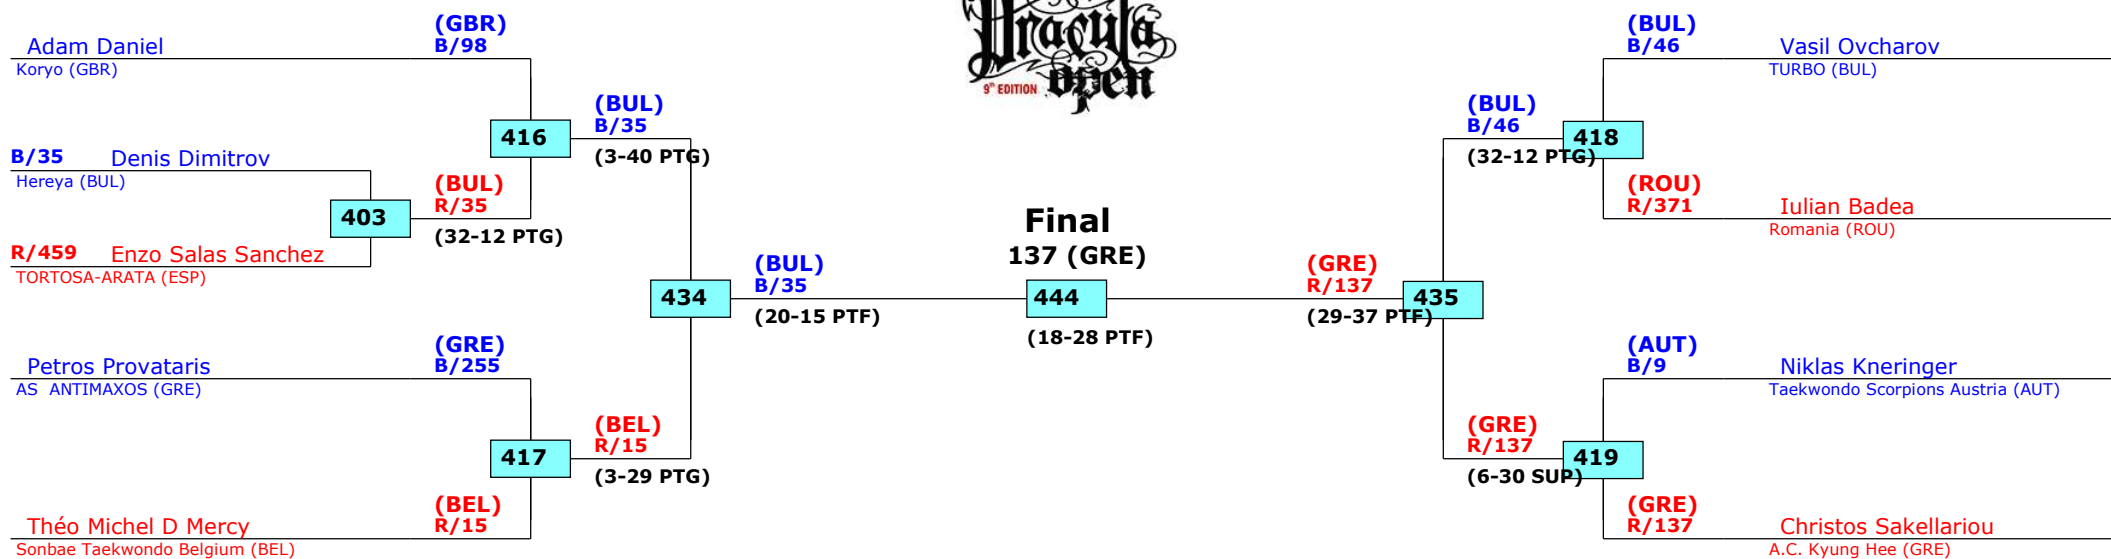 Dracula
open
9th EDITION
(GBR)
B/98
Adam Daniel
Koryo (GBR)
416
(BUL)
B/35
(3-40 PTG)
B/35 Denis Dimitrov
Hereya (BUL)
403
(BUL)
R/35
(32-12 PTG)
R/459 Enzo Salas Sanchez
TORTOSA-ARATA (ESP)
434
(BUL)
B/35
(20-15 PTF)
(GRE)
B/255
Petros Provataris
AS ANTIMAXOS (GRE)
417
(BEL)
R/15
(3-29 PTG)
(BEL)
R/15
Théo Michel D Mercy
Sonbae Taekwondo Belgium (BEL)
Final
137 (GRE)
444
(18-28 PTF)
(GRE)
R/137
(29-37 PTF)
435
(BUL)
B/46
(32-12 PTG)
418
(BUL)
B/46
Vasil Ovcharov
TURBO (BUL)
(ROU)
R/371
Iulian Badea
Romania (ROU)
(GRE)
R/137
(6-30 SUP)
419
(AUT)
B/9
Niklas Kneringer
Taekwondo Scorpions Austria (AUT)
(GRE)
R/137
Christos Sakellariou
A.C. Kyung Hee (GRE)